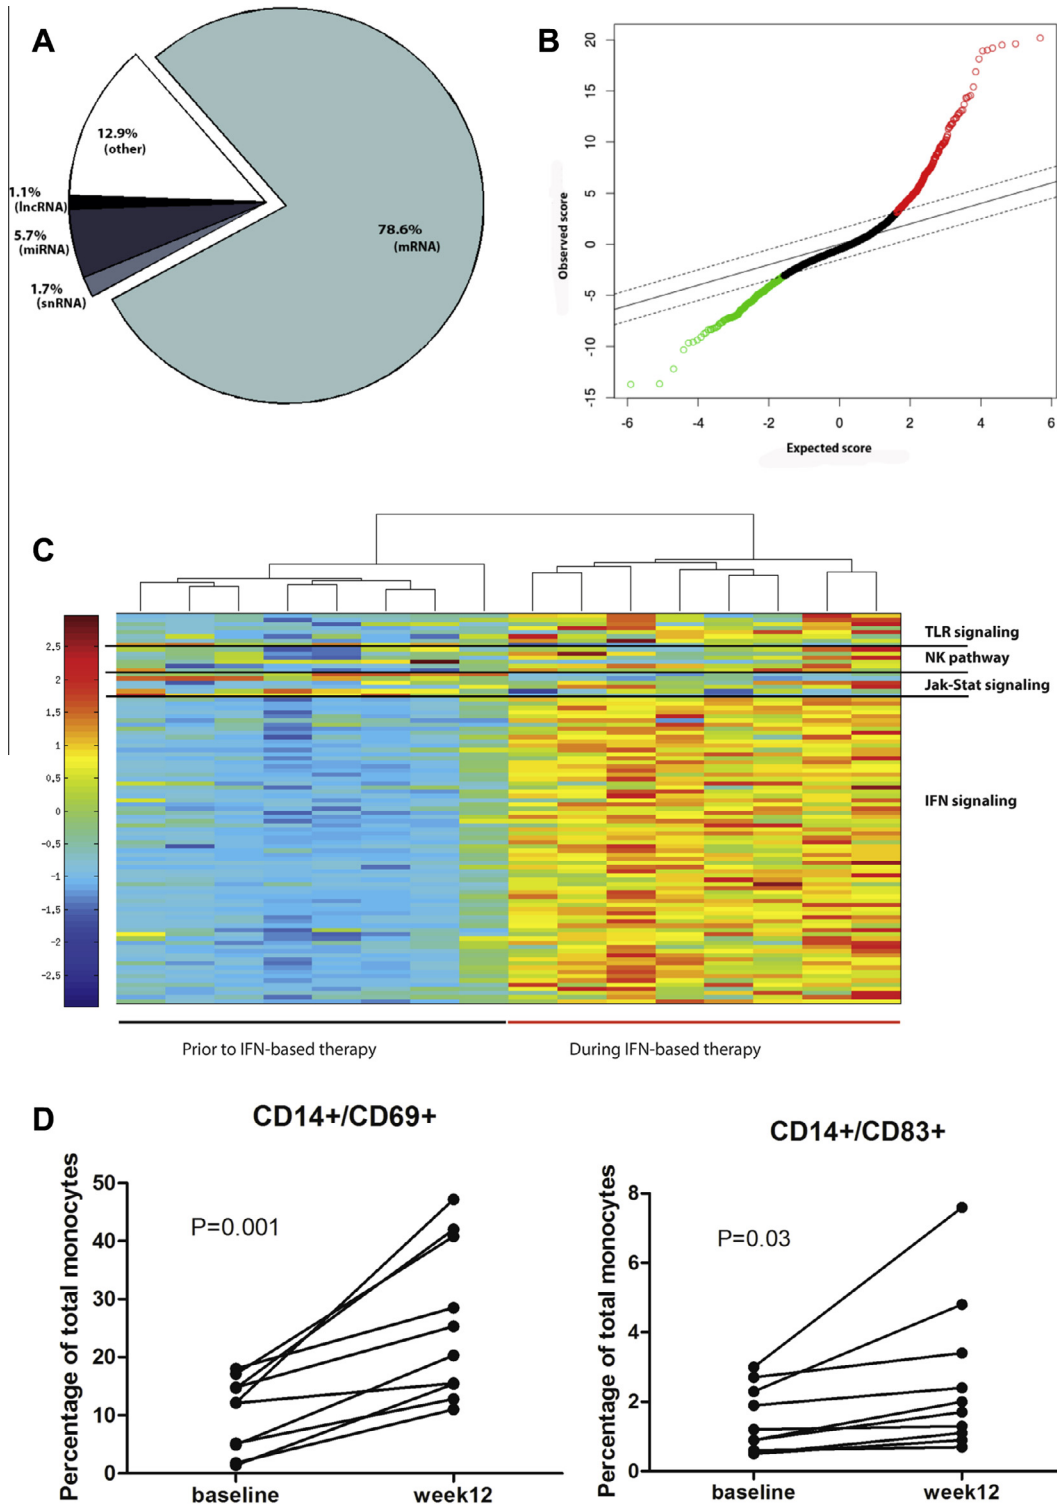 A
12.9%
(other)
1.1%
(lncRNA)
5.7%
(miRNA)
1.7%
(snRNA)
78.6%
(mRNA)
B
Observed score
20
15
10
5
0
-5
-10
-15
-6
-4
-2
0
2
4
6
Expected score
C
2.5
2
1.5
1
0.5
0
-0.5
-1
-1.5
-2
-2.5
TLR signaling
NK pathway
Jak-Stat signaling
IFN signaling
Prior to IFN-based therapy
During IFN-based therapy
D
CD14+/CD69+
Percentage of total monocytes
50
40
30
20
10
0
P=0.001
baseline
week12
CD14+/CD83+
Percentage of total monocytes
8
6
4
2
0
P=0.03
baseline
week12